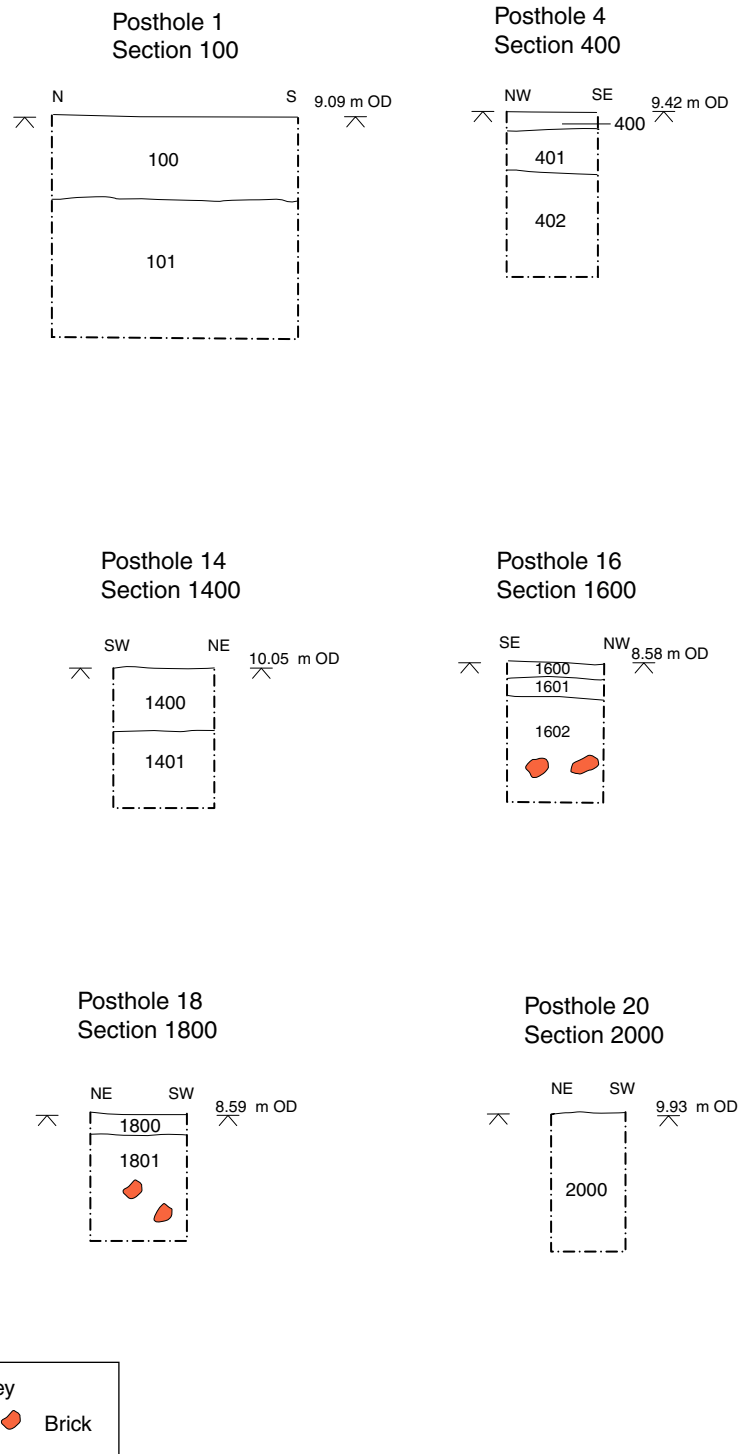 Posthole 1
Section 100
N S 9.09 m OD
100
101
Posthole 4
Section 400
NW SE 9.42 m OD
400
401
402
Posthole 14
Section 1400
SW NE 10.05 m OD
1400
1401
Posthole 16
Section 1600
SE NW 8.58 m OD
1600
1601
1602
Posthole 18
Section 1800
NE SW 8.59 m OD
1800
1801
Posthole 20
Section 2000
NE SW 9.93 m OD
2000
ey
Brick